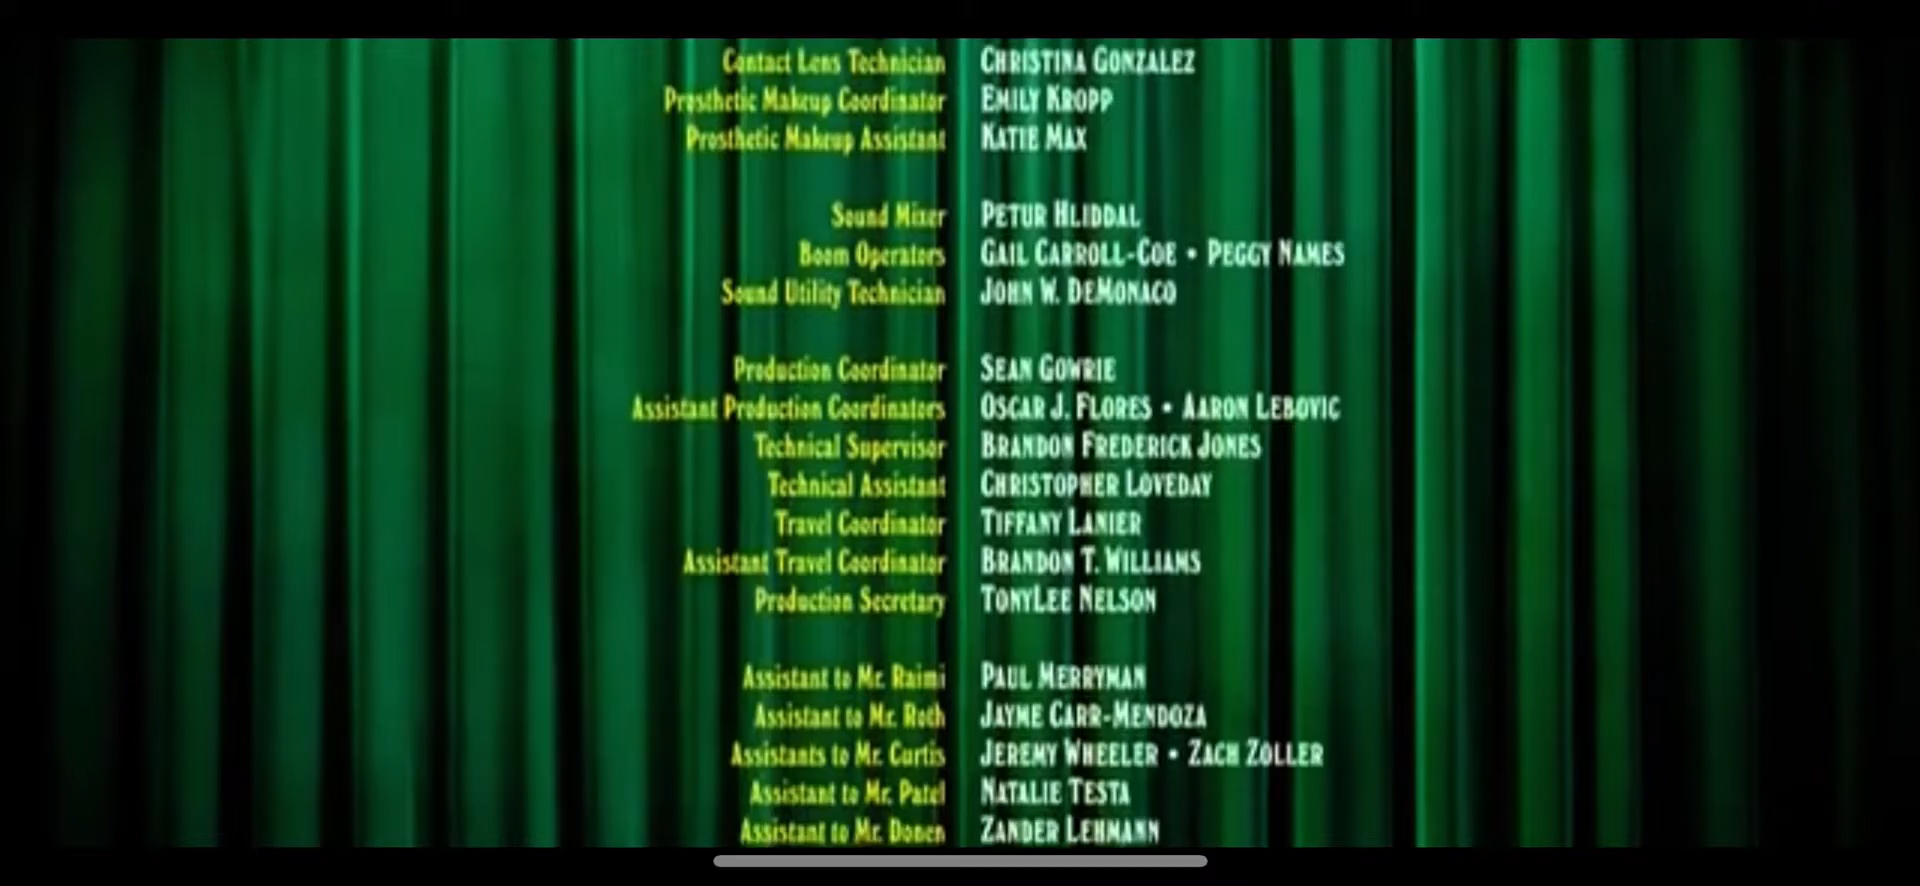 Contact Lens Technician CHRISTINA GONZALEZ
Prosthetic Makeup Coordinator EMILY KROPP
Prosthetic Makeup Assistant KATIE MAX
Sound Mixer PETUR HLIDDAL
Boom Operators GAIL CARROLL-COE • PEGGY NAMES
Sound Utility Technician JOHN W. DEMONACO
Production Coordinator SEAN GOWRIE
Assistant Production Coordinators OSCAR J. FLORES • AARON LEBOVIC
Technical Supervisor BRANDON FREDERICK JONES
Technical Assistant CHRISTOPHER LOVEDAY
Travel Coordinator TIFFANY LANIER
Assistant Travel Coordinator BRANDON T. WILLIAMS
Production Secretary TONYLEE NELSON
Assistant to Mr. Raimi PAUL MERRYMAN
Assistant to Mr. Roth JAYME CARR-MENDOZA
Assistants to Mr. Curtis JEREMY WHEELER • ZACH ZOLLER
Assistant to Mr. Patel NATALIE TESTA
Assistant to Mr. Donen ZANDER LEHMANN